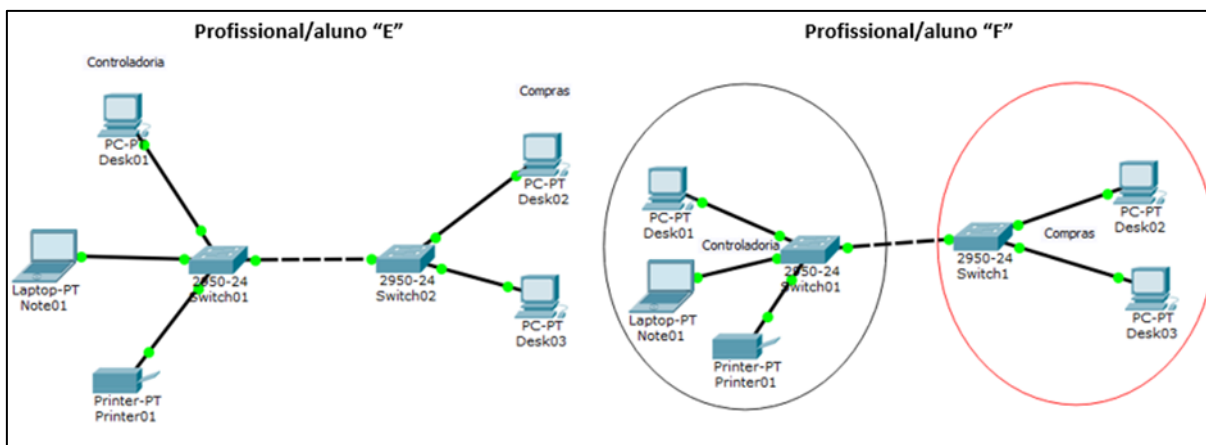 Profissional/aluno “E”
Controladoria
PC-PT
Desk01
Compras
PC-PT
Desk02
Laptop-PT
Note01
2950-24
Switch01
2950-24
Switch02
PC-PT
Desk03
Printer-PT
Printer01
Profissional/aluno “F”
PC-PT
Desk01
Controladoria
2950-24
Switch01
Laptop-PT
Note01
Printer-PT
Printer01
PC-PT
Desk02
Compras
2950-24
Switch1
PC-PT
Desk03